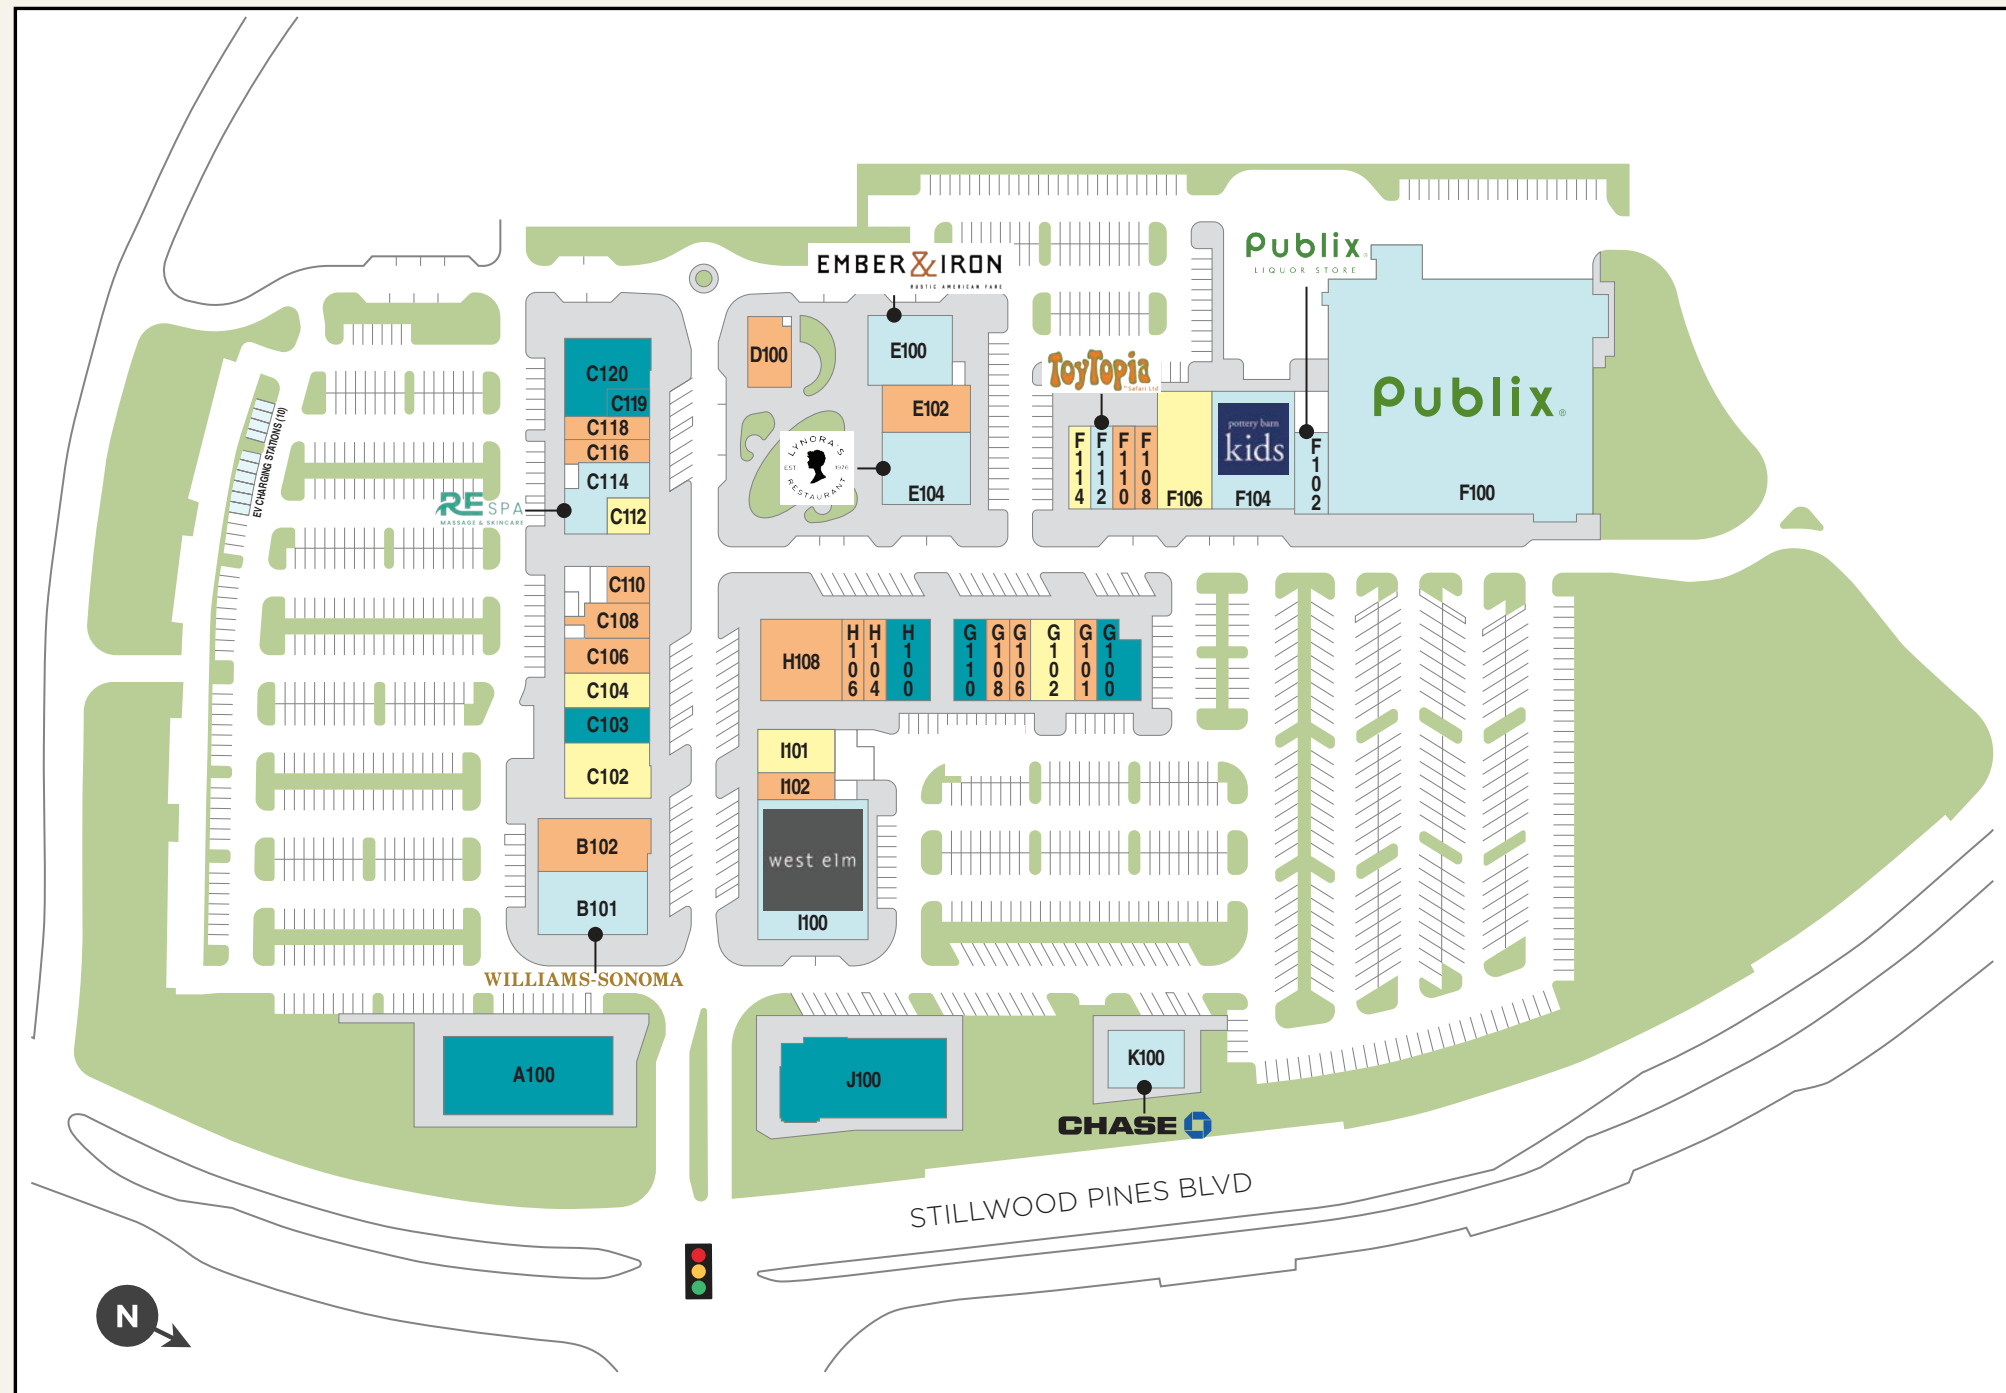 EMBER & IRON
RUSTIC AMERICAN FARE
Publix®
LIQUOR STORE
D100
E100
E102
E104
LYNORA'S
EST. 1976
RESTAURANT
ToyTopia
Safari Ltd
F114
F112
F110
F108
F106
pottery barn
kids
F104
F102
Publix®
F100
C120
C119
C118
C116
C114
C112
RE SPA
MASSAGE & SKINCARE
EV CHARGING STATIONS (10)
C110
C108
C106
C104
C103
C102
B102
B101
WILLIAMS-SONOMA
H108
H106
H104
H100
G110
G108
G106
G102
G101
G100
I101
I102
west elm
I100
A100
J100
K100
CHASE
STILLWOOD PINES BLVD
N